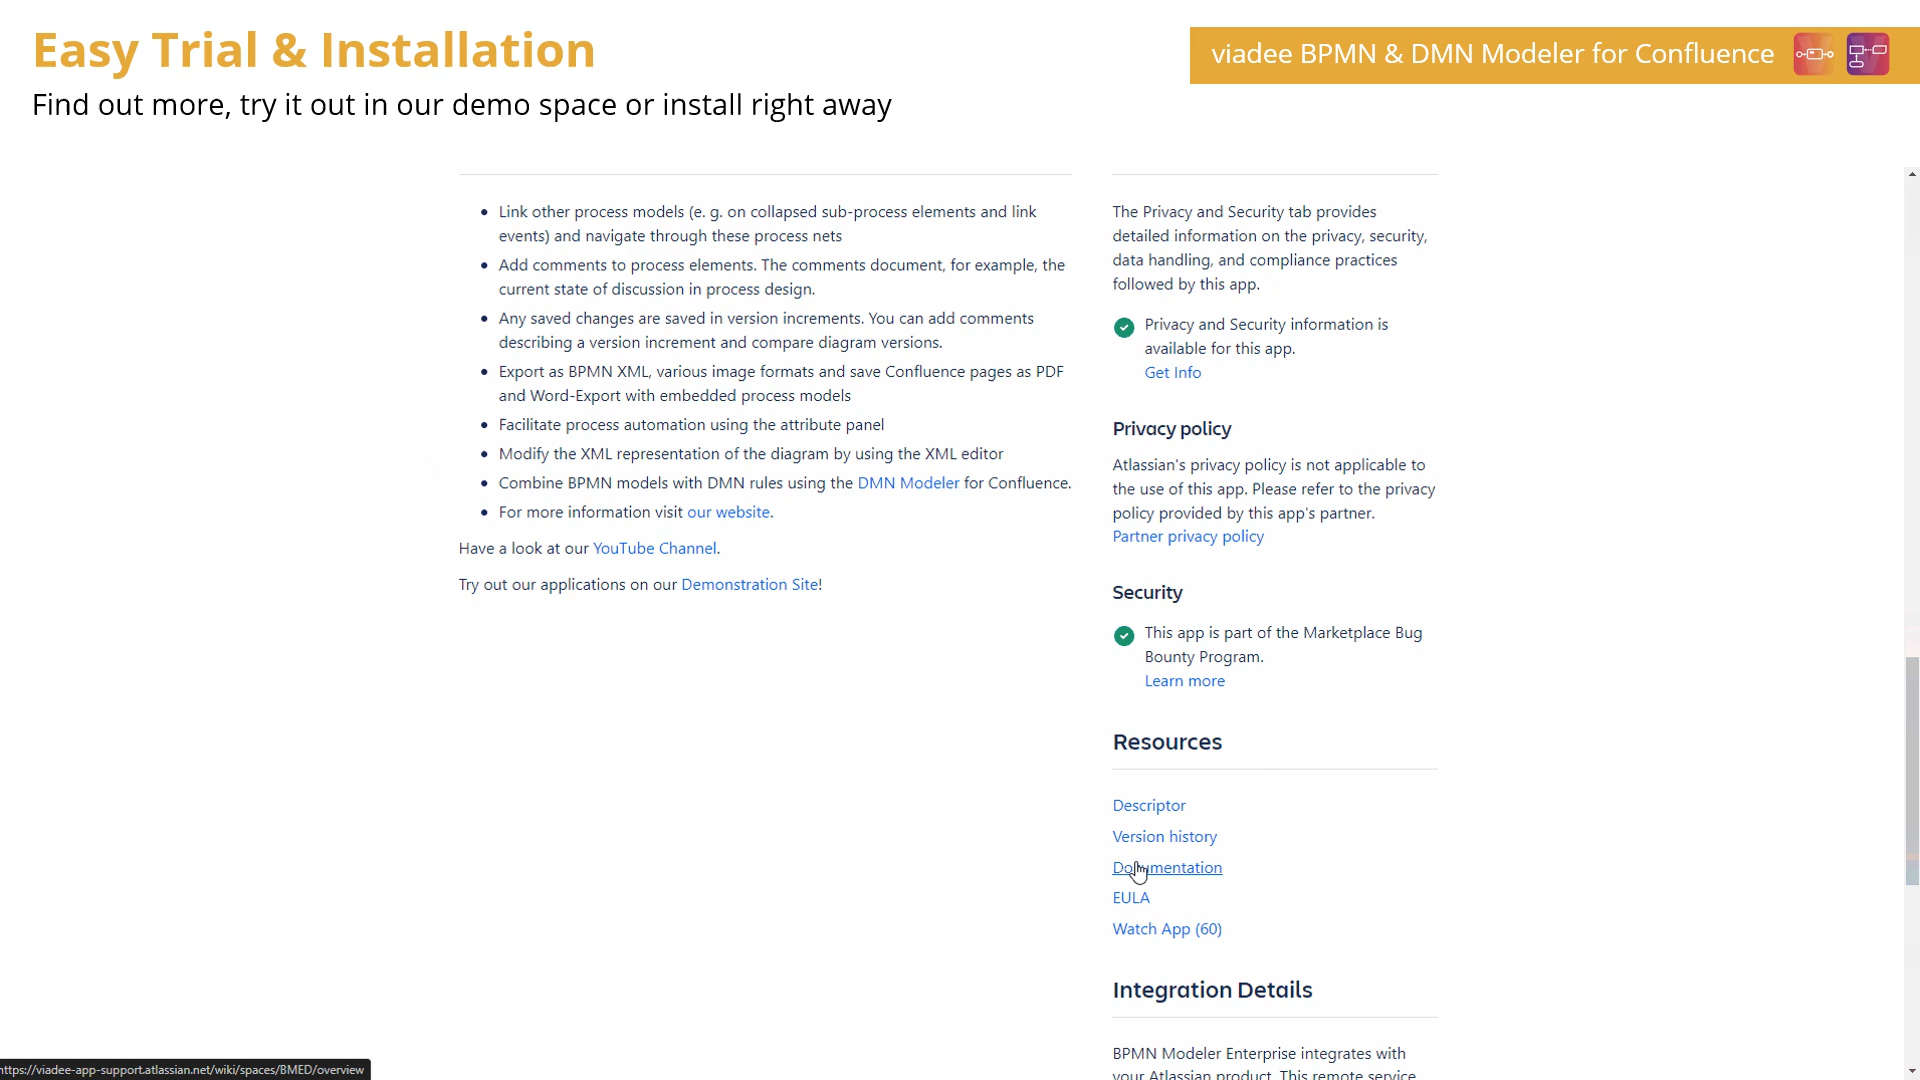 Easy Trial & Installation
viadee BPMN & DMN Modeler for Confluence
Find out more, try it out in our demo space or install right away
Link other process models (e. g. on collapsed sub-process elements and link
events) and navigate through these process nets
Add comments to process elements. The comments document, for example, the
current state of discussion in process design.
Any saved changes are saved in version increments. You can add comments
describing a version increment and compare diagram versions.
Export as BPMN XML, various image formats and save Confluence pages as PDF
and Word-Export with embedded process models
Facilitate process automation using the attribute panel
Modify the XML representation of the diagram by using the XML editor
Combine BPMN models with DMN rules using the DMN Modeler for Confluence.
For more information visit our website.
Have a look at our YouTube Channel.
Try out our applications on our Demonstration Site!
The Privacy and Security tab provides
detailed information on the privacy, security,
data handling, and compliance practices
followed by this app.
Privacy and Security information is
available for this app.
Get Info
Privacy policy
Atlassian's privacy policy is not applicable to
the use of this app. Please refer to the privacy
policy provided by this app's partner.
Partner privacy policy
Security
This app is part of the Marketplace Bug
Bounty Program.
Learn more
Resources
Descriptor
Version history
Documentation
EULA
Watch App (60)
Integration Details
BPMN Modeler Enterprise integrates with
your Atlassian product. This remote service
https://viadee-app-support.atlassian.net/wiki/spaces/BMED/overview